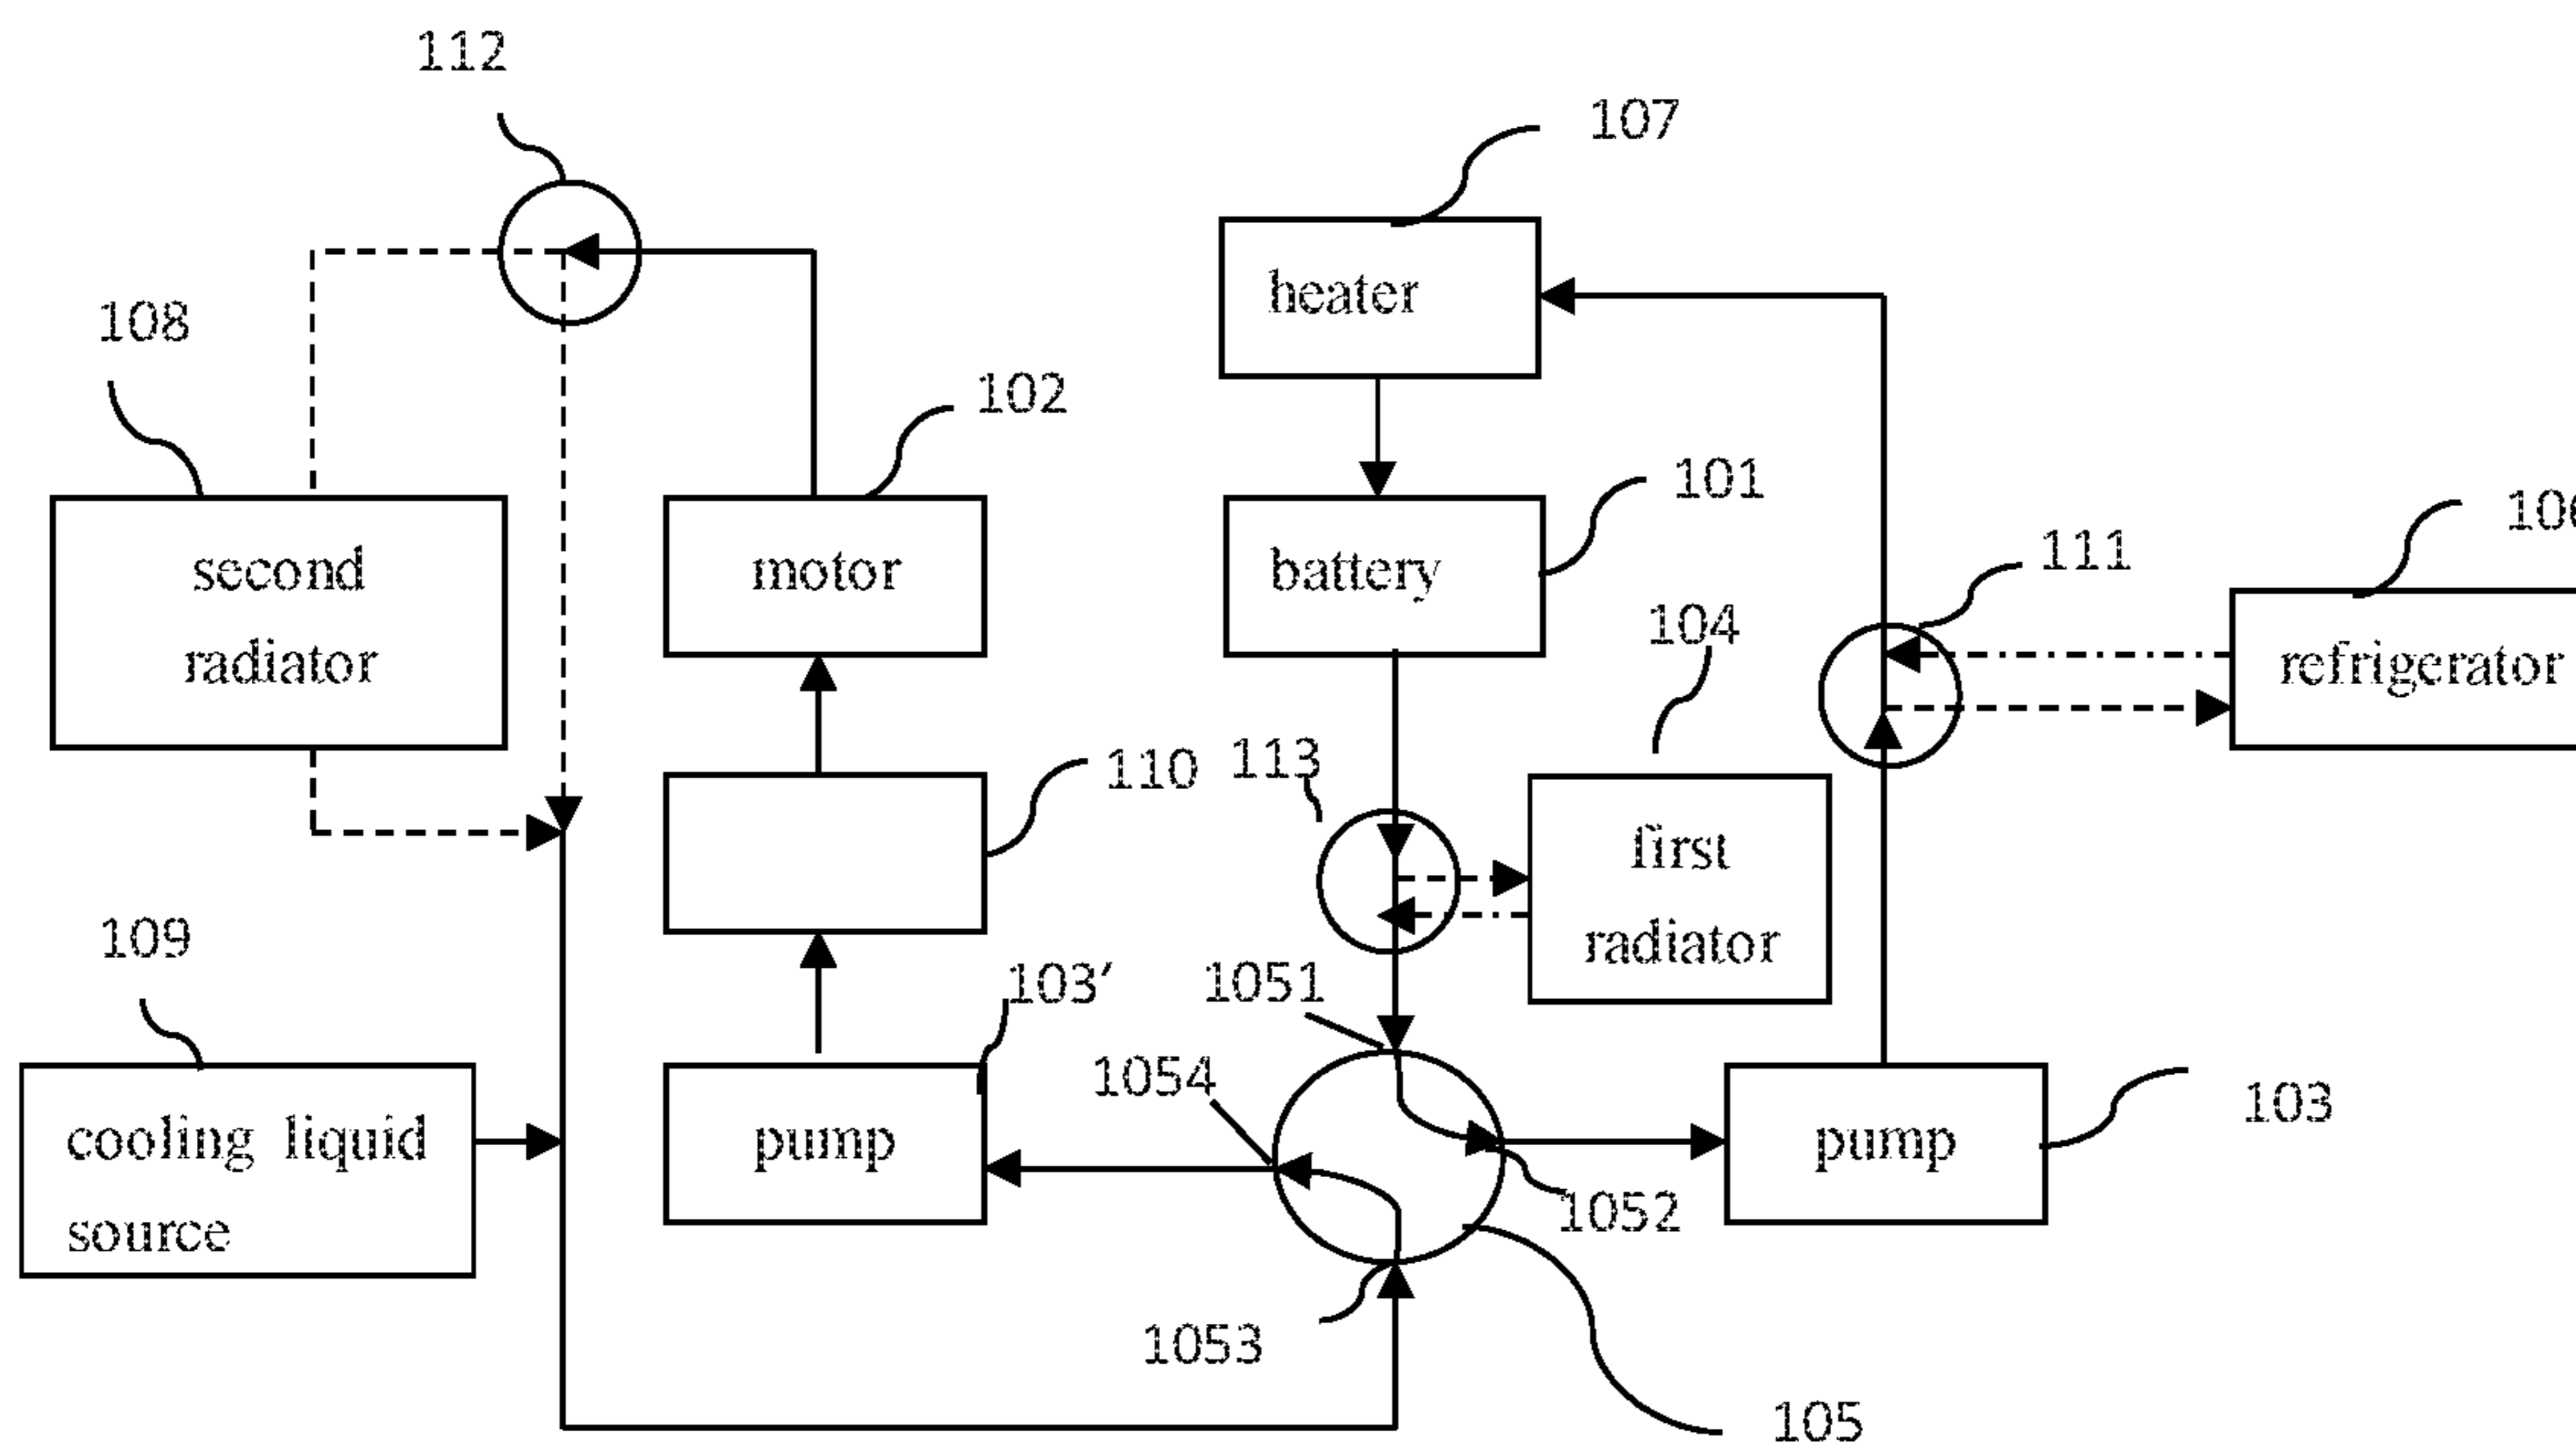 112
107
heater
108
102
101
106
second
radiator
motor
battery
111
104
refrigerator
110
113
first
radiator
109
103′
1051
1054
103
cooling liquid
source
pump
pump
1052
1053
105